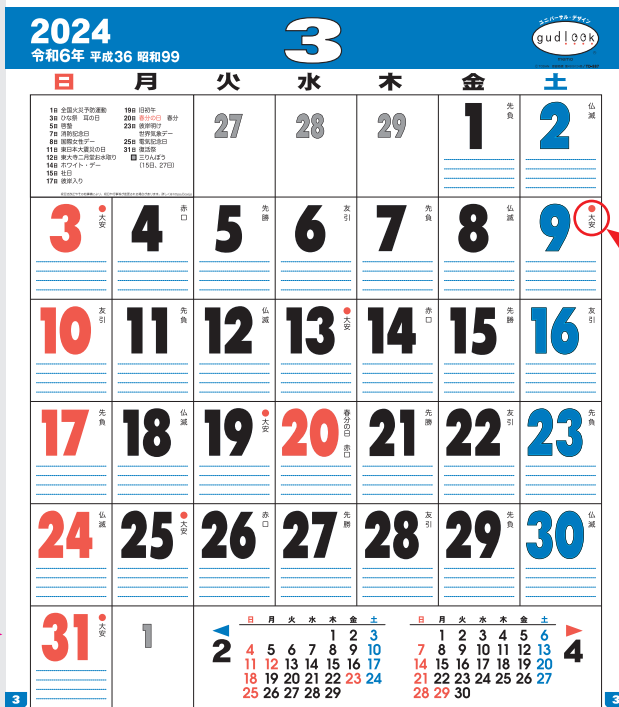 2024
令和6年 平成36 昭和99
3
ユニバーサル・デザイン
gudlook
日 月 火 水 木 金 土
1日 全国火災予防運動
3日 ひな祭 耳の日
5日 啓蟄
7日 消防記念日
8日 国際女性デー
11日 東日本大震災の日
12日 東大寺二月堂お水取り
14日 ホワイト・デー
15日 社日
17日 彼岸入り
19日 旧初午
20日 春分の日 春分
23日 彼岸明け
世界気象デー
25日 電気記念日
31日 復活祭
三りんぼう
(15日、27日)
27 28 29 1 先負 2 仏滅
3 大安 4 赤口 5 先勝 6 友引 7 先負 8 仏滅 9 大安
10 友引 11 先負 12 仏滅 13 大安 14 赤口 15 先勝 16 友引
17 先負 18 仏滅 19 大安 20 春分の日 赤口 21 先勝 22 友引 23 先負
24 仏滅 25 大安 26 赤口 27 先勝 28 友引 29 先負 30 仏滅
31 大安 1
2
日 月 火 水 木 金 土
1 2 3
4 5 6 7 8 9 10
11 12 13 14 15 16 17
18 19 20 21 22 23 24
25 26 27 28 29
4
日 月 火 水 木 金 土
1 2 3 4 5 6
7 8 9 10 11 12 13
14 15 16 17 18 19 20
21 22 23 24 25 26 27
28 29 30
3
3